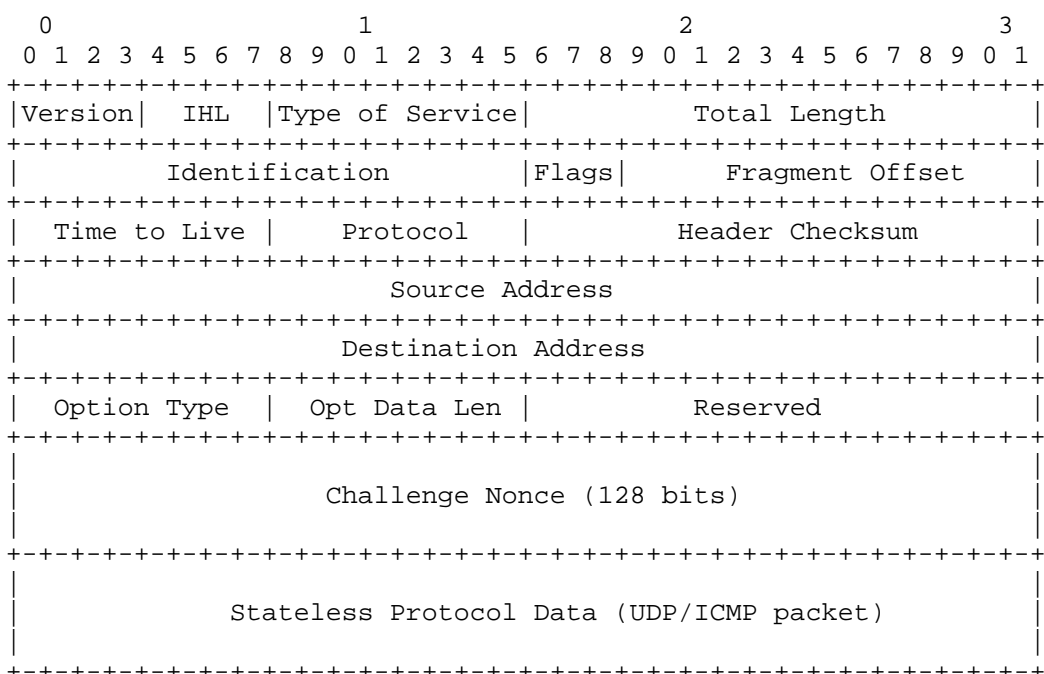 0 1 2 3
0 1 2 3 4 5 6 7 8 9 0 1 2 3 4 5 6 7 8 9 0 1 2 3 4 5 6 7 8 9 0 1
+-+-+-+-+-+-+-+-+-+-+-+-+-+-+-+-+-+-+-+-+-+-+-+-+-+-+-+-+-+-+-+-+
|Version| IHL |Type of Service| Total Length |
+-+-+-+-+-+-+-+-+-+-+-+-+-+-+-+-+-+-+-+-+-+-+-+-+-+-+-+-+-+-+-+-+
| Identification |Flags| Fragment Offset |
+-+-+-+-+-+-+-+-+-+-+-+-+-+-+-+-+-+-+-+-+-+-+-+-+-+-+-+-+-+-+-+-+
| Time to Live | Protocol | Header Checksum |
+-+-+-+-+-+-+-+-+-+-+-+-+-+-+-+-+-+-+-+-+-+-+-+-+-+-+-+-+-+-+-+-+
| Source Address |
+-+-+-+-+-+-+-+-+-+-+-+-+-+-+-+-+-+-+-+-+-+-+-+-+-+-+-+-+-+-+-+-+
| Destination Address |
+-+-+-+-+-+-+-+-+-+-+-+-+-+-+-+-+-+-+-+-+-+-+-+-+-+-+-+-+-+-+-+-+
| Option Type | Opt Data Len | Reserved |
+-+-+-+-+-+-+-+-+-+-+-+-+-+-+-+-+-+-+-+-+-+-+-+-+-+-+-+-+-+-+-+-+
| |
| Challenge Nonce (128 bits) |
| |
+-+-+-+-+-+-+-+-+-+-+-+-+-+-+-+-+-+-+-+-+-+-+-+-+-+-+-+-+-+-+-+-+
| |
| Stateless Protocol Data (UDP/ICMP packet) |
| |
+-+-+-+-+-+-+-+-+-+-+-+-+-+-+-+-+-+-+-+-+-+-+-+-+-+-+-+-+-+-+-+-+